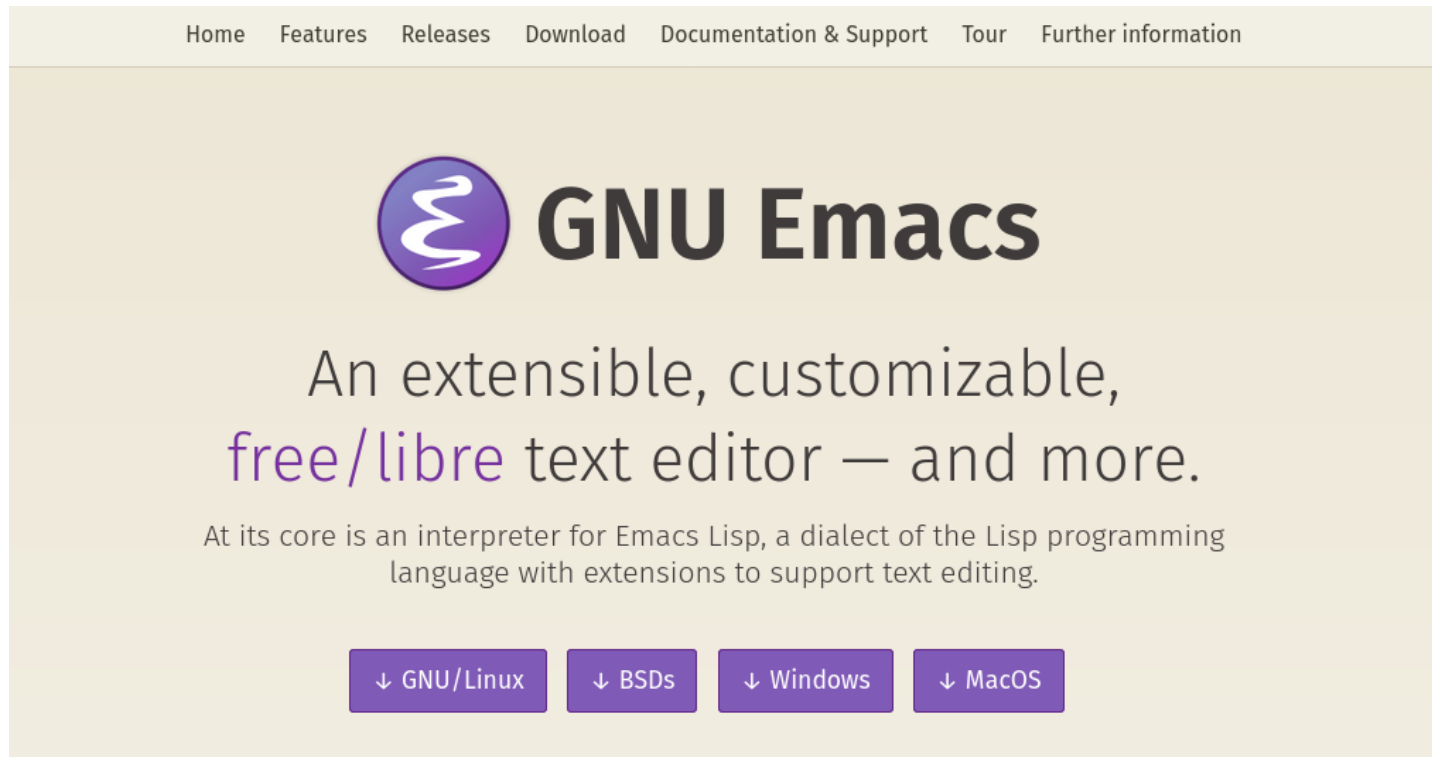 Home Features Releases Download Documentation & Support Tour Further information
GNU Emacs
An extensible, customizable,
free/libre text editor — and more.
At its core is an interpreter for Emacs Lisp, a dialect of the Lisp programming
language with extensions to support text editing.
↓ GNU/Linux ↓ BSDs ↓ Windows ↓ MacOS